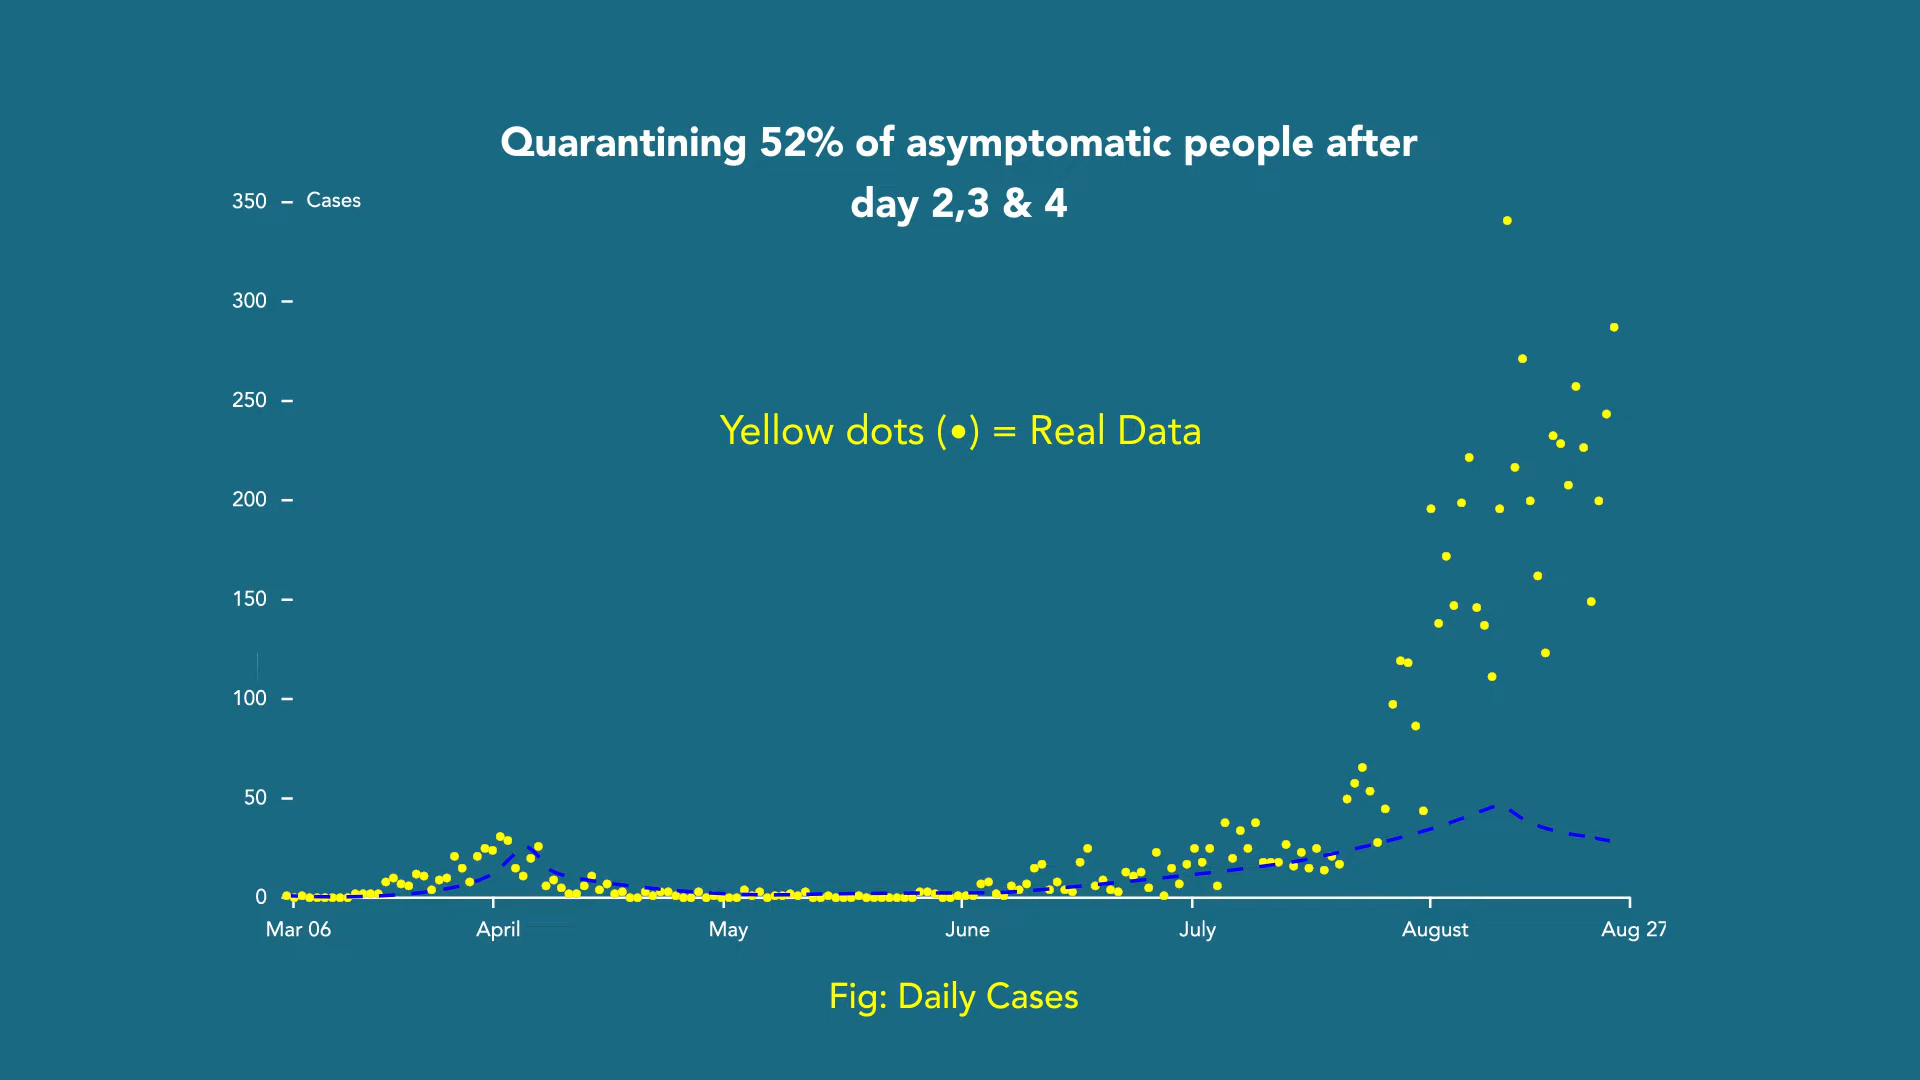 Quarantining 52% of asymptomatic people after
day 2,3 & 4
350 Cases
300
250
Yellow dots (•) = Real Data
200
150
100
50
0
Mar 06 April May June July August Aug 27
Fig: Daily Cases